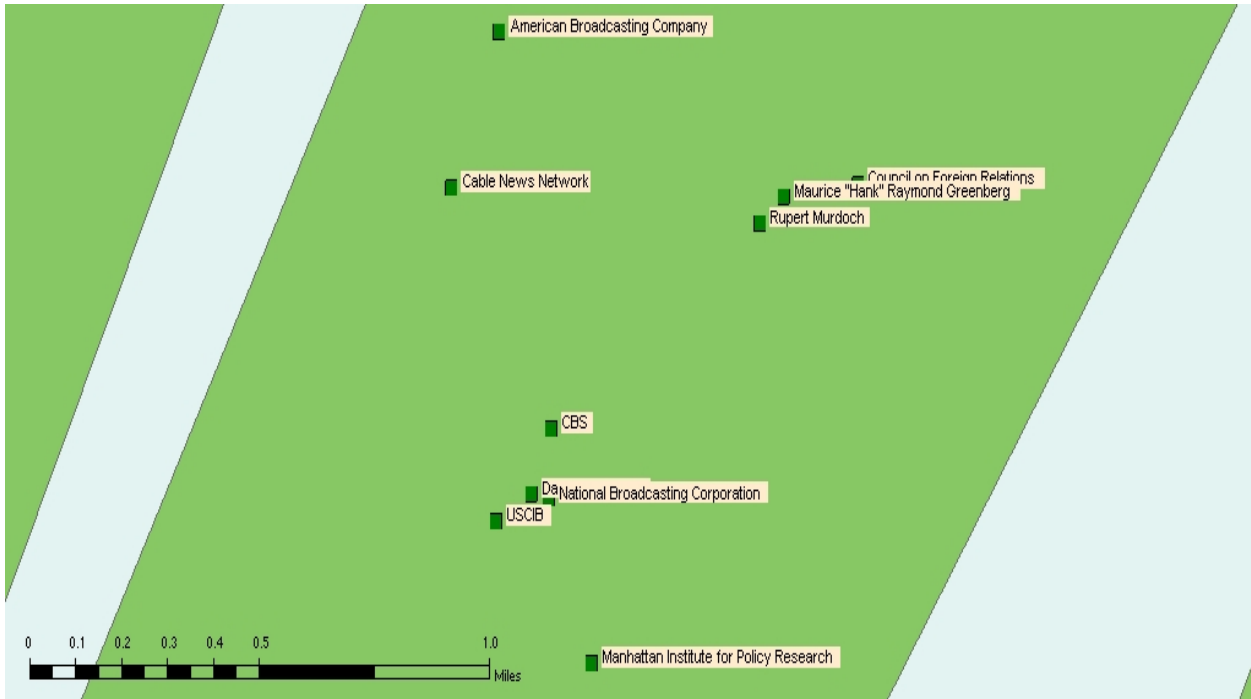 American Broadcasting Company
Cable News Network
Council on Foreign Relations
Maurice "Hank" Raymond Greenberg
Rupert Murdoch
CBS
National Broadcasting Corporation
USCIB
0 0.1 0.2 0.3 0.4 0.5 1.0
Miles
Manhattan Institute for Policy Research